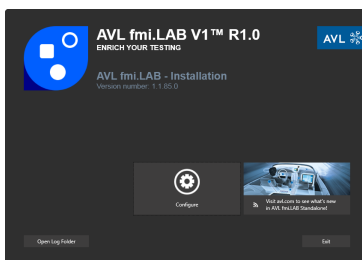 AVL fmi.LAB V1™ R1.0
ENRICH YOUR TESTING
AVL
AVL fmi.LAB - Installation
Version number: 1.1.85.0
Configure
Visit avl.com to see what's new
in AVL fmi.LAB Standalone!
Open Log Folder
Exit